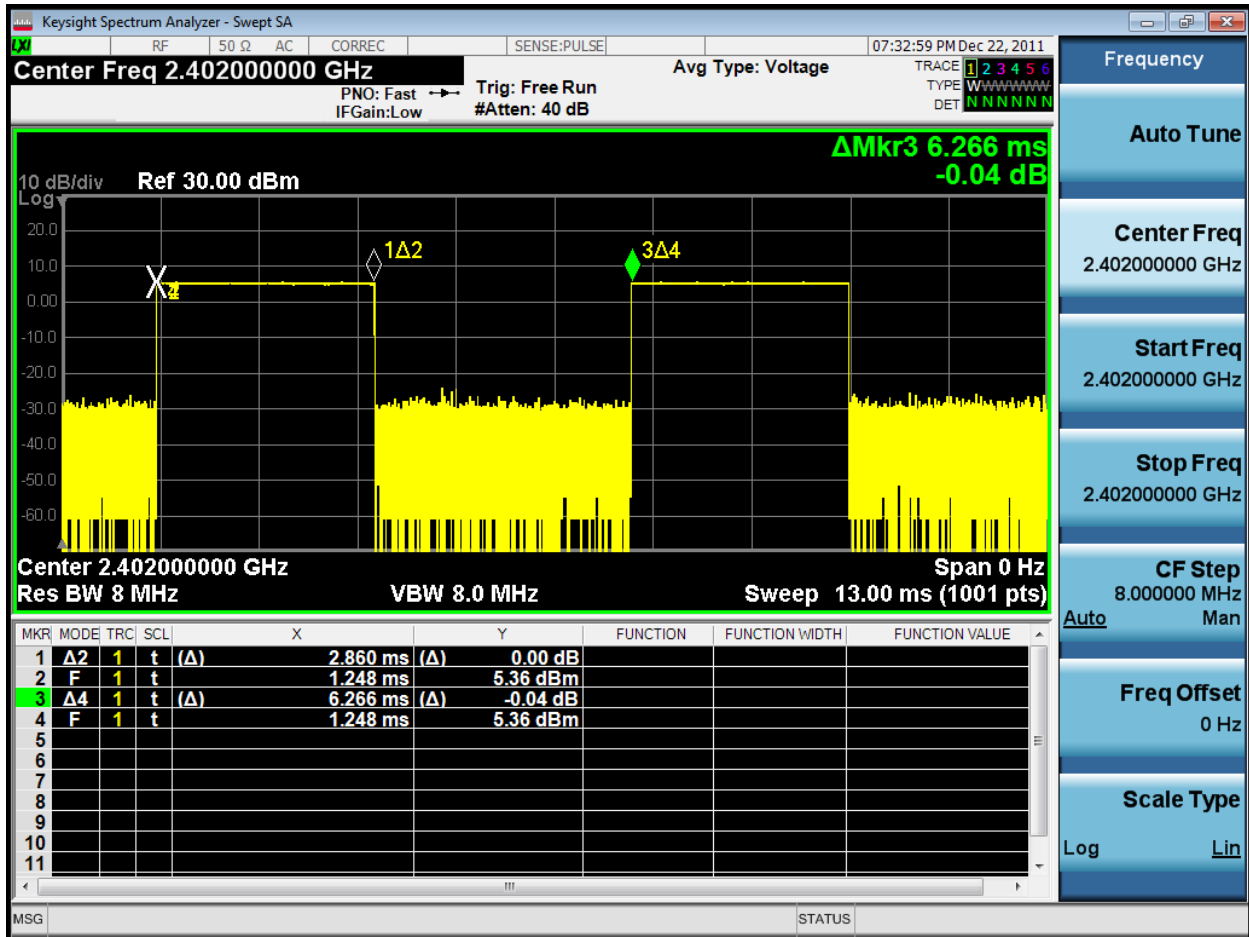 Keysight Spectrum Analyzer - Swept SA
LXI RF 50 Ω AC CORREC SENSE:PULSE 07:32:59 PM Dec 22, 2011
Center Freq 2.402000000 GHz
PNO: Fast
IFGain:Low
Trig: Free Run
#Atten: 40 dB
Avg Type: Voltage
TRACE 1 2 3 4 5 6
TYPE WWWWWW
DET N N N N N N
ΔMkr3 6.266 ms
-0.04 dB
10 dB/div Ref 30.00 dBm
Log
20.0
10.0
0.00
-10.0
-20.0
-30.0
-40.0
-50.0
-60.0
1Δ2
3Δ4
Center 2.402000000 GHz Span 0 Hz
Res BW 8 MHz VBW 8.0 MHz Sweep 13.00 ms (1001 pts)
MKR MODE TRC SCL X Y FUNCTION FUNCTION WIDTH FUNCTION VALUE
1 Δ2 1 t (Δ) 2.860 ms (Δ) 0.00 dB
2 F 1 t 1.248 ms 5.36 dBm
3 Δ4 1 t (Δ) 6.266 ms (Δ) -0.04 dB
4 F 1 t 1.248 ms 5.36 dBm
5
6
7
8
9
10
11
MSG STATUS
Frequency
Auto Tune
Center Freq
2.402000000 GHz
Start Freq
2.402000000 GHz
Stop Freq
2.402000000 GHz
CF Step
8.000000 MHz
Auto Man
Freq Offset
0 Hz
Scale Type
Log Lin